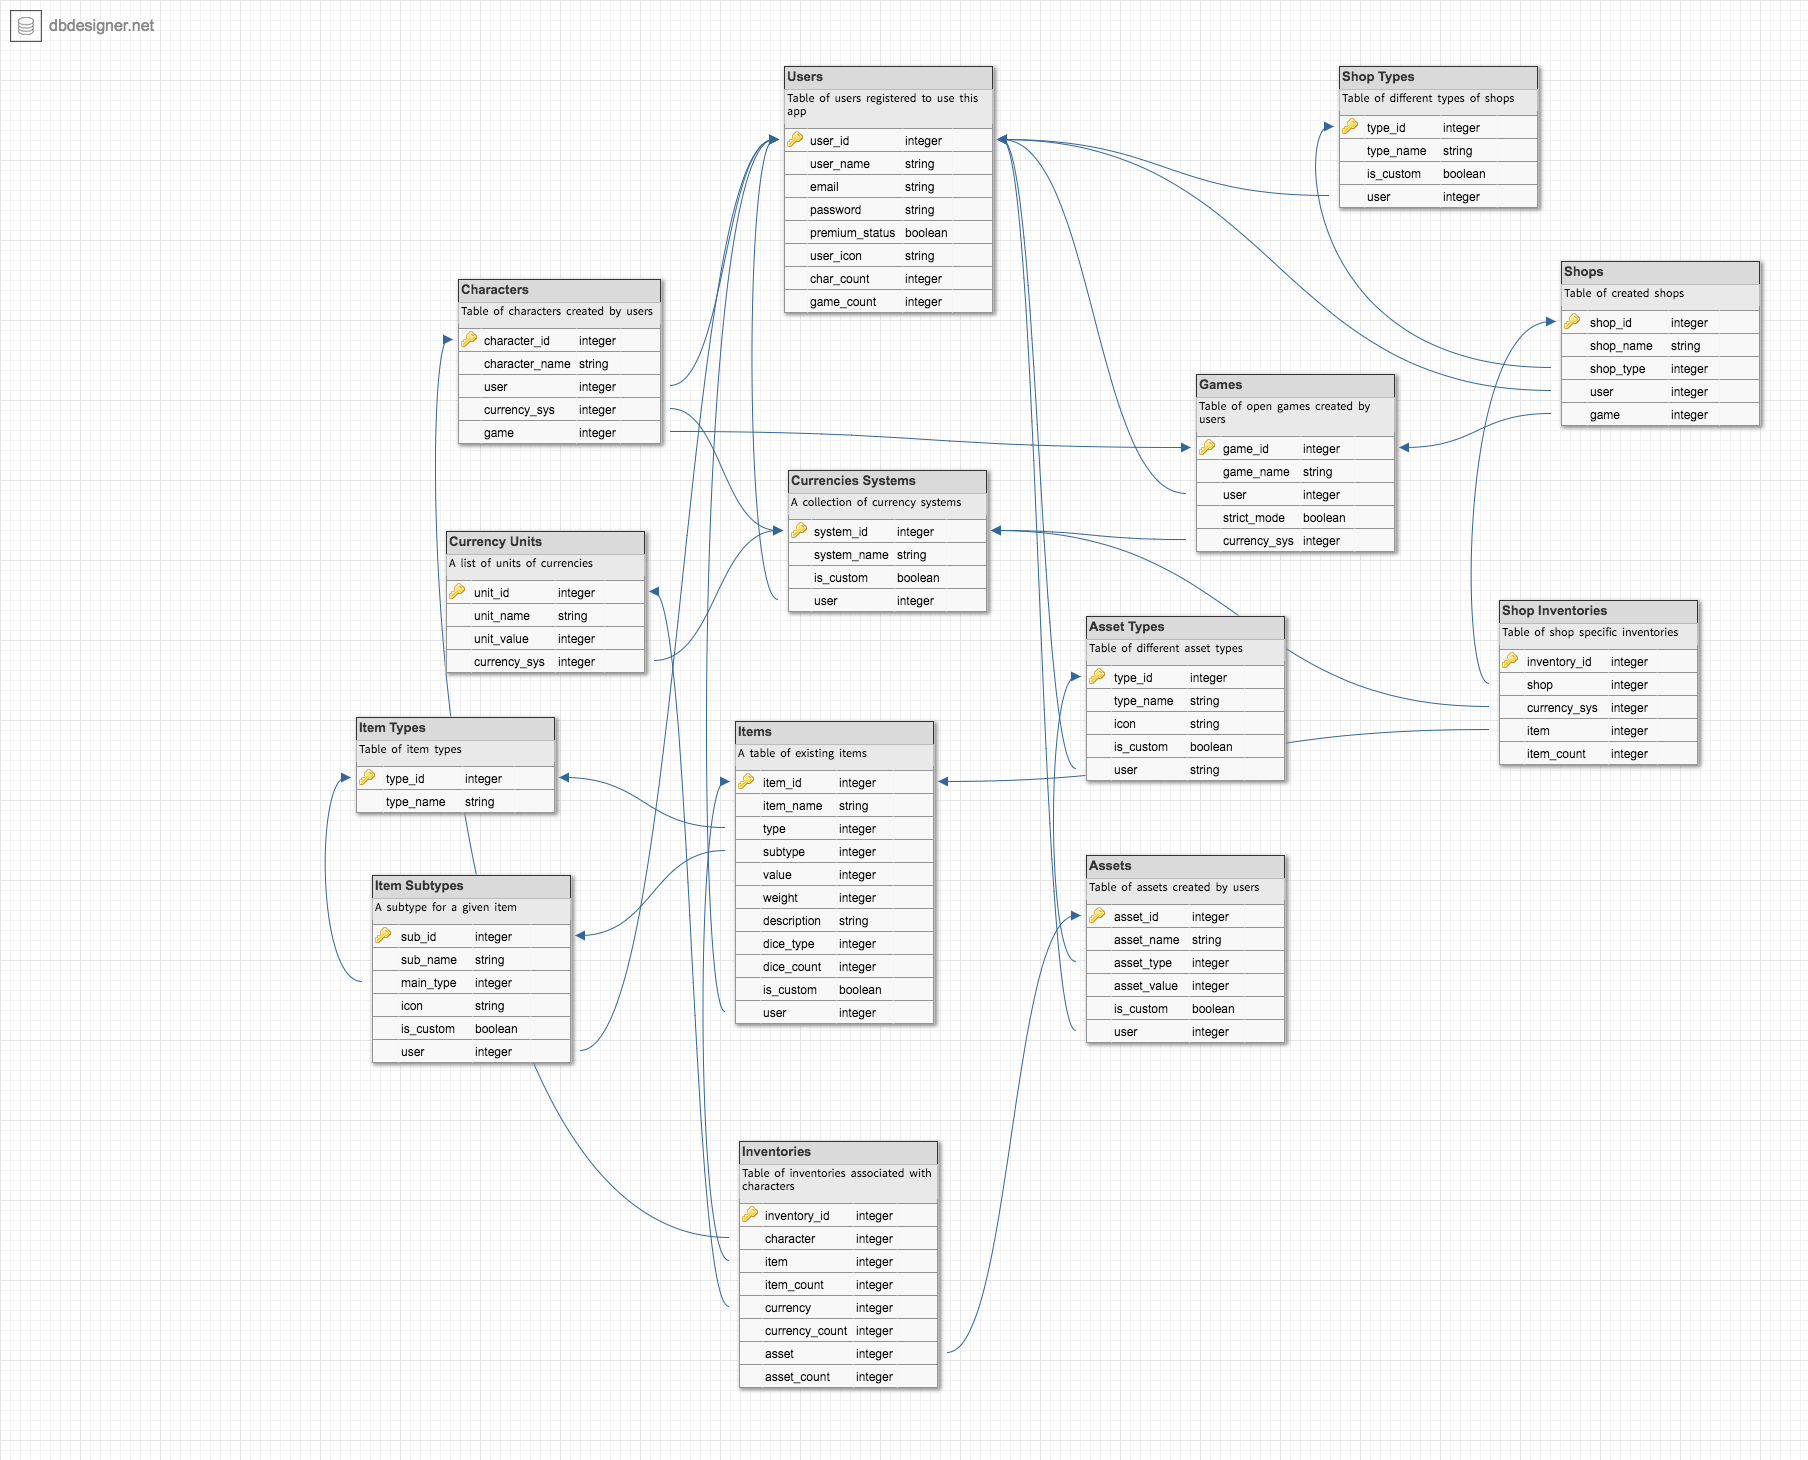 dbdesigner.net
Users
Table of users registered to use this
app
user_id integer
user_name string
email string
password string
premium_status boolean
user_icon string
char_count integer
game_count integer
Shop Types
Table of different types of shops
type_id integer
type_name string
is_custom boolean
user integer
Shops
Table of created shops
shop_id integer
shop_name string
shop_type integer
user integer
game integer
Characters
Table of characters created by users
character_id integer
character_name string
user integer
currency_sys integer
game integer
Games
Table of open games created by
users
game_id integer
game_name string
user integer
strict_mode boolean
currency_sys integer
Currencies Systems
A collection of currency systems
system_id integer
system_name string
is_custom boolean
user integer
Currency Units
A list of units of currencies
unit_id integer
unit_name string
unit_value integer
currency_sys integer
Asset Types
Table of different asset types
type_id integer
type_name string
icon string
is_custom boolean
user string
Shop Inventories
Table of shop specific inventories
inventory_id integer
shop integer
currency_sys integer
item integer
item_count integer
Item Types
Table of item types
type_id integer
type_name string
Items
A table of existing items
item_id integer
item_name string
type integer
subtype integer
value integer
weight integer
description string
dice_type integer
dice_count integer
is_custom boolean
user integer
Item Subtypes
A subtype for a given item
sub_id integer
sub_name string
main_type integer
icon string
is_custom boolean
user integer
Assets
Table of assets created by users
asset_id integer
asset_name string
asset_type integer
asset_value integer
is_custom boolean
user integer
Inventories
Table of inventories associated with
characters
inventory_id integer
character integer
item integer
item_count integer
currency integer
currency_count integer
asset integer
asset_count integer